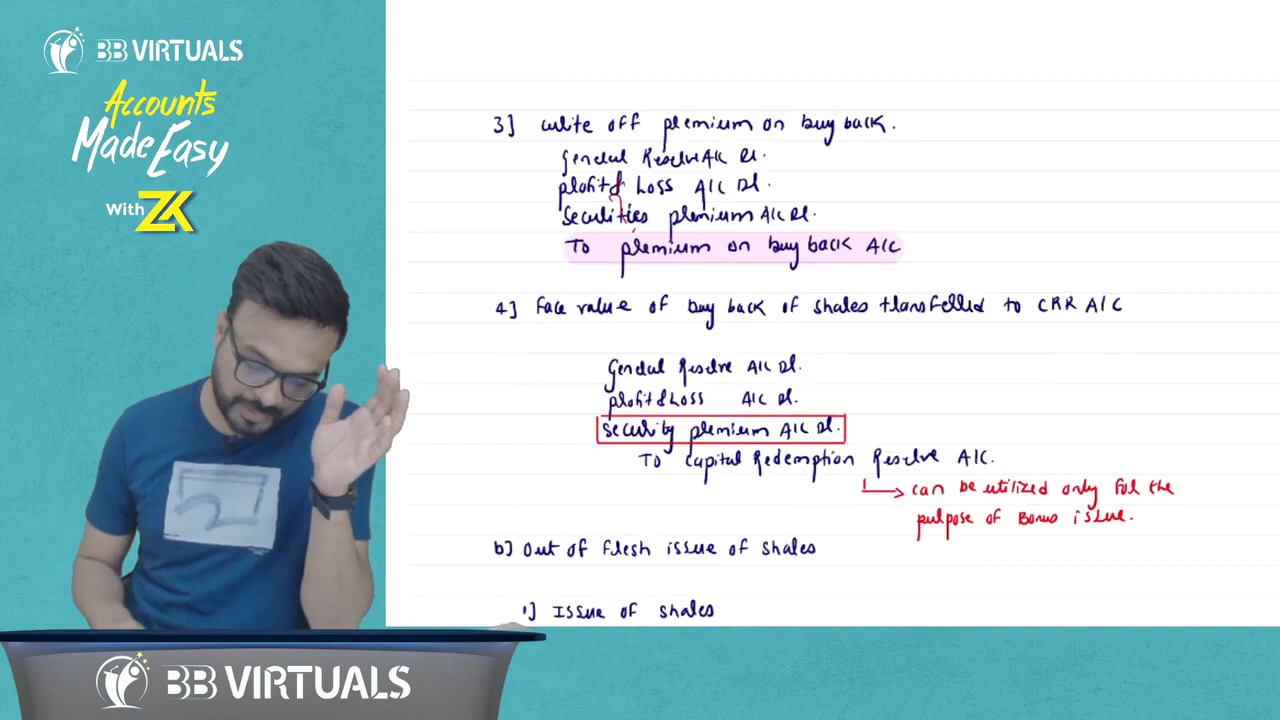 BB VIRTUALS
Accounts
Made Easy
With ZK
3] write off premium on buy back.
General Reserve A/c Dr.
profit & Loss A/c Dr.
Securities premium A/c Dr.
To premium on buy back A/c
4] Face value of buy back of shares transferred to CRR A/c
General Reserve A/c Dr.
profit & Loss A/c Dr.
Security premium A/c Dr.
To Capital Redemption Reserve A/c.
can be utilized only for the
purpose of Bonus issue.
b] Out of Fresh issue of shares
1] Issue of shares
BB VIRTUALS